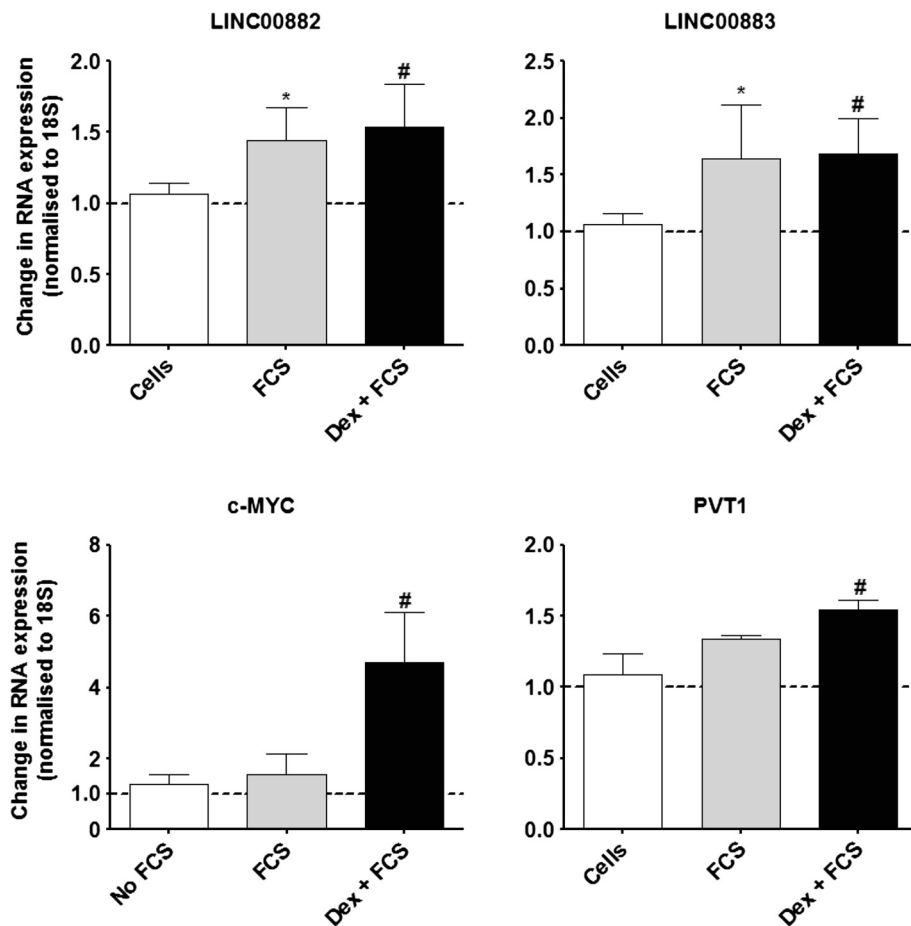 LINC00882
Change in RNA expression
(normalised to 18S)
2.0
1.5
1.0
0.5
0.0
*
#
Cells
FCS
Dex + FCS
LINC00883
2.5
2.0
1.5
1.0
0.5
0.0
*
#
Cells
FCS
Dex + FCS
c-MYC
Change in RNA expression
(normalised to 18S)
8
6
4
2
1.0
0
#
No FCS
FCS
Dex + FCS
PVT1
2.0
1.5
1.0
0.5
0.0
#
Cells
FCS
Dex + FCS